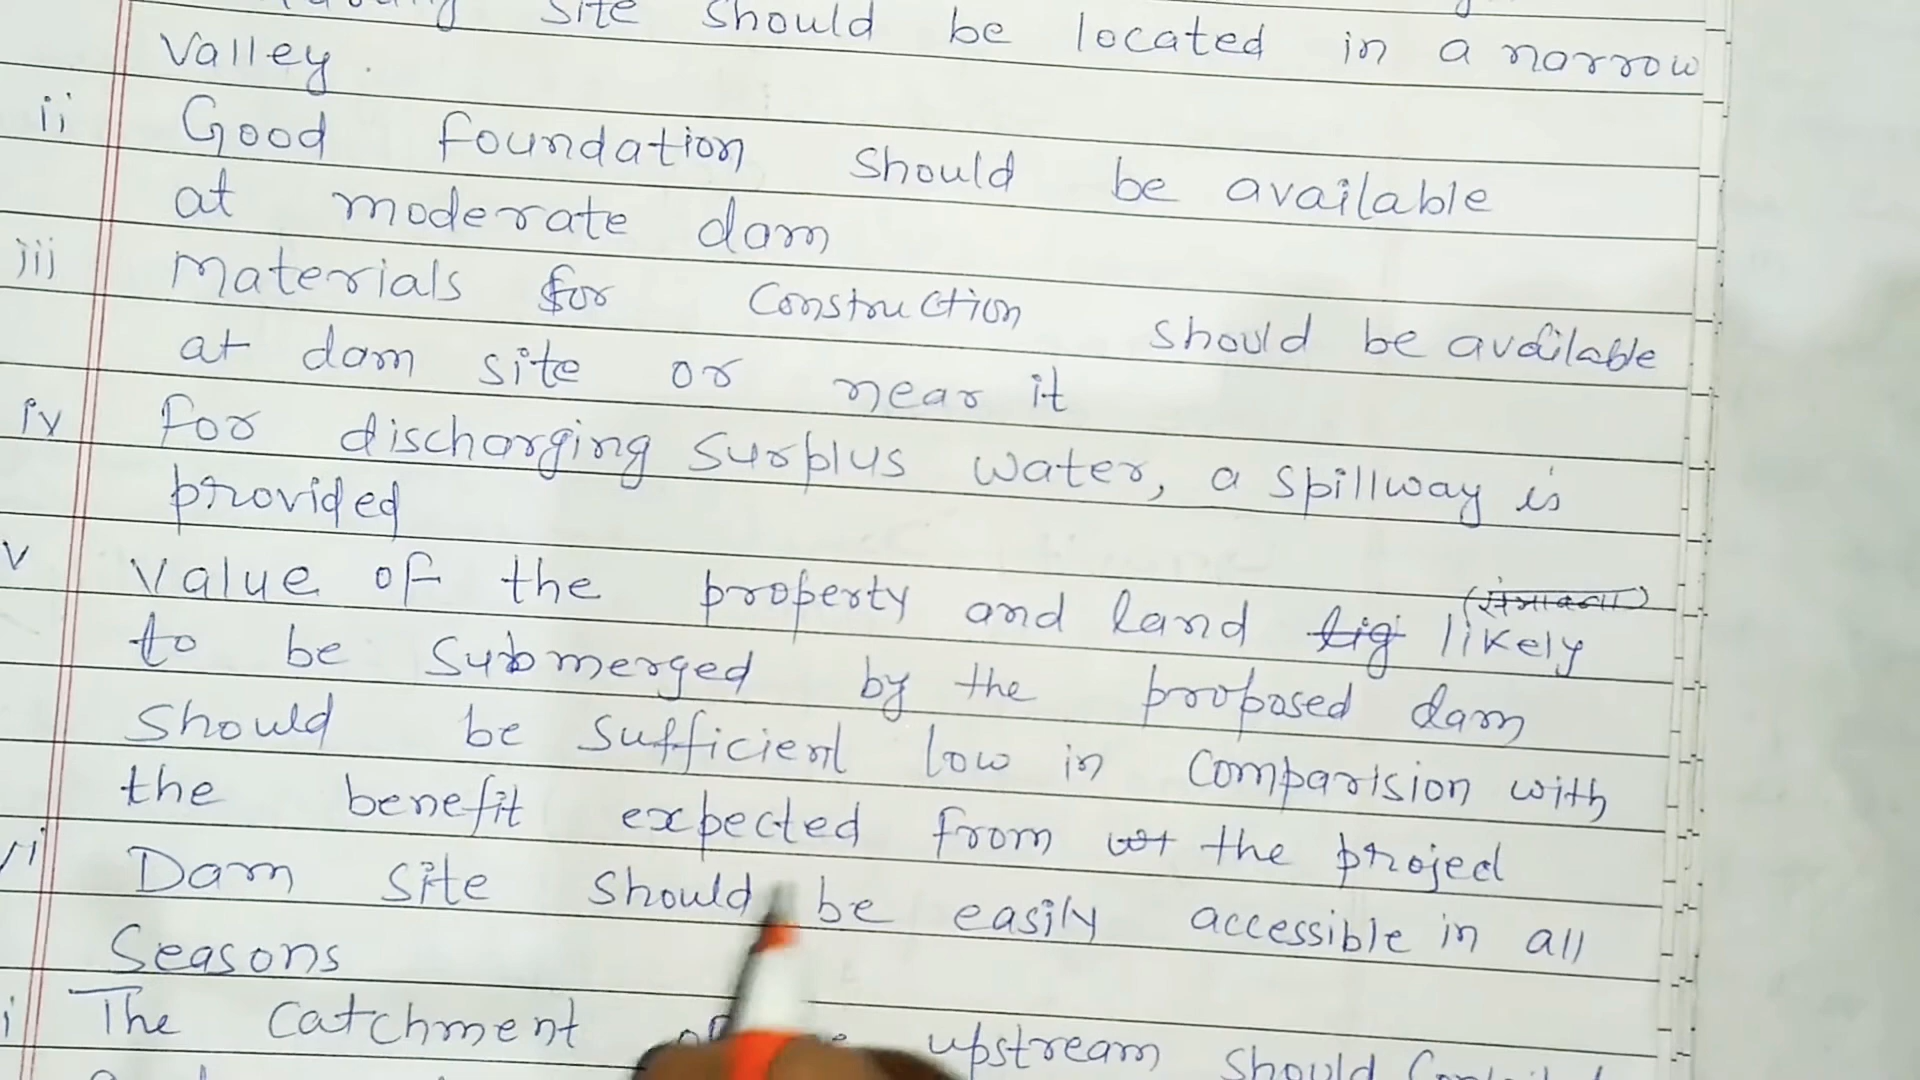 site should be located in a narrow
valley.
ii Good foundation should be available
at moderate dam
iii Materials for construction should be available
at dam site or near it
iv For discharging surplus water, a spillway is
provided
v Value of the property and land lig likely
to be submerged by the proposed dam
should be sufficient low in comparision with
the benefit expected from the project
vi Dam site should be easily accessible in all
Seasons
The catchment upstream should